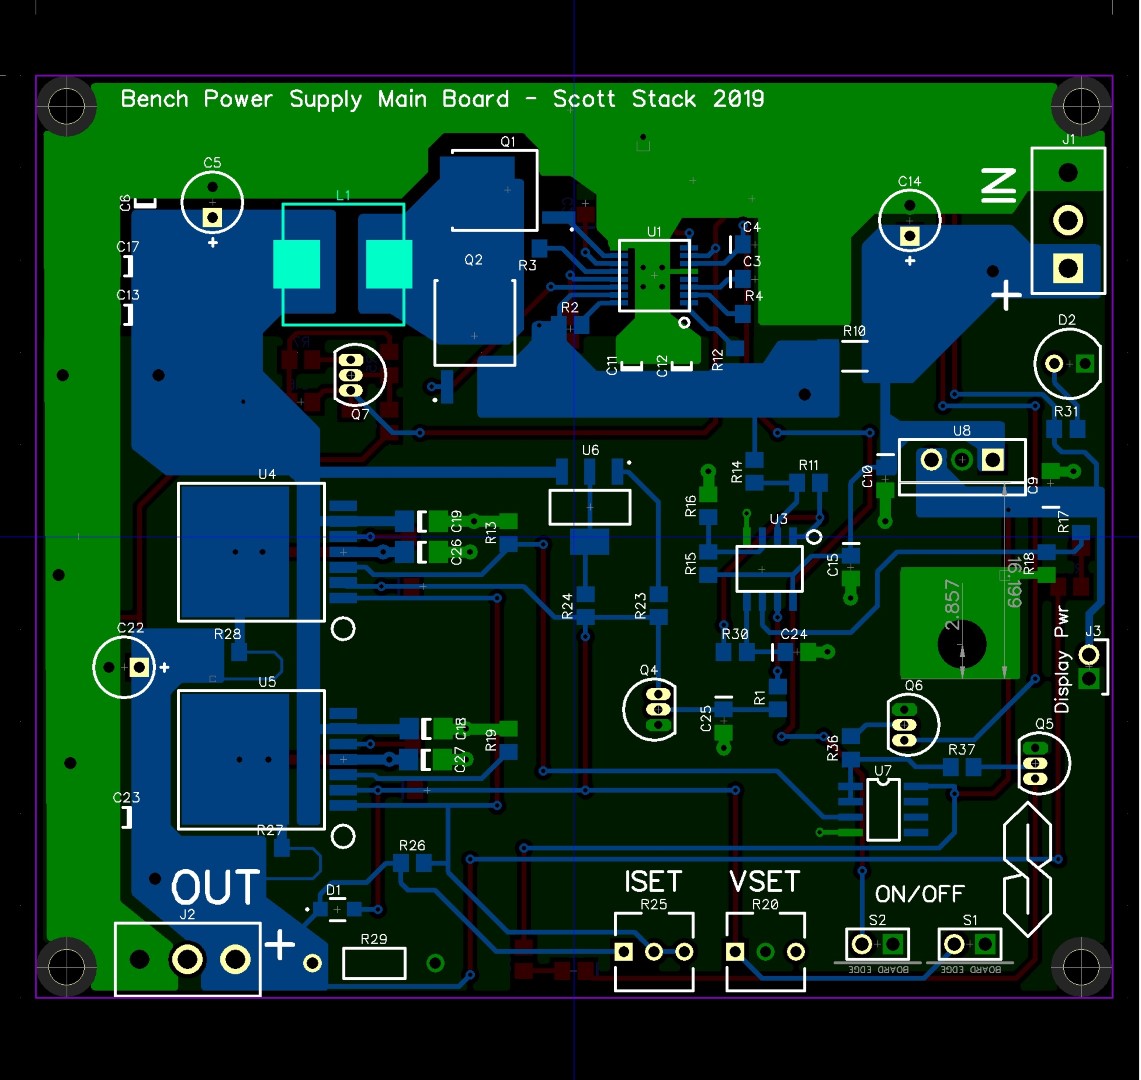 Bench Power Supply Main Board - Scott Stack 2019
Q1
J1
C5
C14
IN
L1
C6
C4
U1
C17
Q2
R3
C3
+
+
+
C13
R4
R2
D2
R10
C11
C12
R12
Q7
R31
U8
U6
U4
R14
R11
C10
C9
R16
C19
R13
U3
R17
C26
R15
C15
R18
16.199
2.857
R24
R23
C22
+
R28
R30
C24
J3
Display Pwr
U5
Q4
R1
Q6
C25
C18
R19
Q5
R36
C27
R37
U7
C23
R27
R26
OUT
D1
ISET
VSET
ON/OFF
R25
R20
J2
S2
S1
+
R29
BOARD EDGE
BOARD EDGE